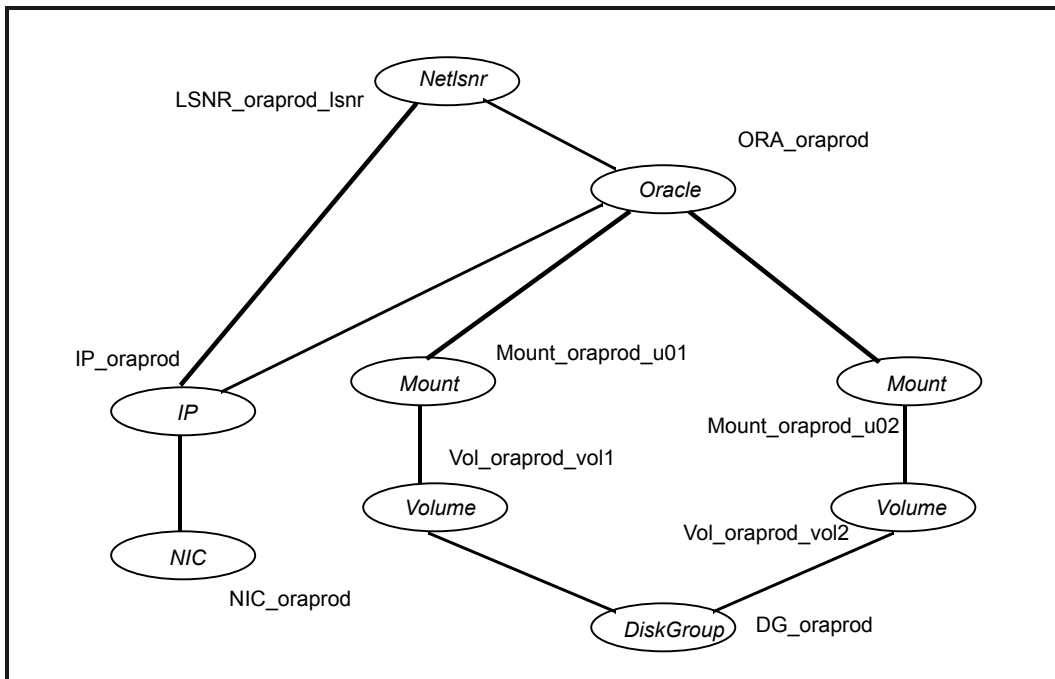 Netlsnr
LSNR_oraprod_lsnr
ORA_oraprod
Oracle
IP_oraprod
Mount_oraprod_u01
Mount
Mount
IP
Mount_oraprod_u02
Vol_oraprod_vol1
Volume
Volume
Vol_oraprod_vol2
NIC
NIC_oraprod
DiskGroup
DG_oraprod